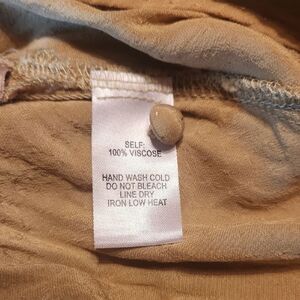 SELF:
100% VISCOSE
HAND WASH COLD
DO NOT BLEACH
LINE DRY
IRON LOW HEAT